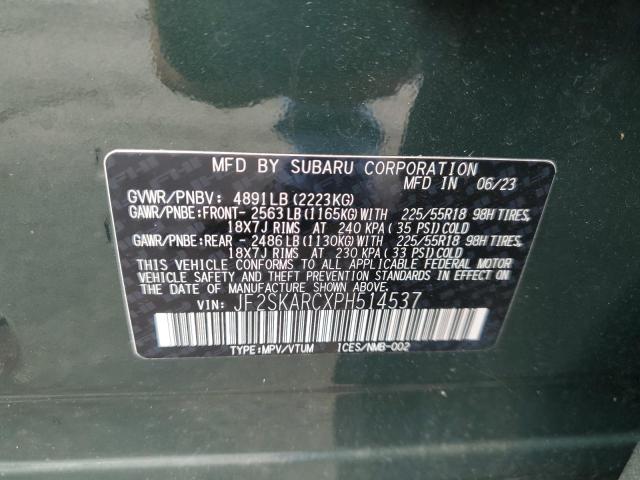 MFD BY SUBARU CORPORATION
MFD IN 06/23
GVWR/PNBV: 4891LB (2223KG)
GAWR/PNBE:FRONT- 2563LB (1165KG) WITH 225/55R18 98H TIRES,
18X7J RIMS AT 240 KPA ( 35 PSI) COLD
GAWR/PNBE:REAR - 2486LB (1130KG) WITH 225/55R18 98H TIRES,
18X7J RIMS AT 230 KPA ( 33 PSI) COLD
THIS VEHICLE CONFORMS TO ALL APPLICABLE FEDERAL MOTOR
VEHICLE SAFETY AND THEFT PREVENTION STANDARDS IN EFFECT ON
THE DATE OF MANUFACTURE SHOWN ABOVE.
VIN: JF2SKARCXPH514537
TYPE:MPV/VTUM ICES/NMB-002